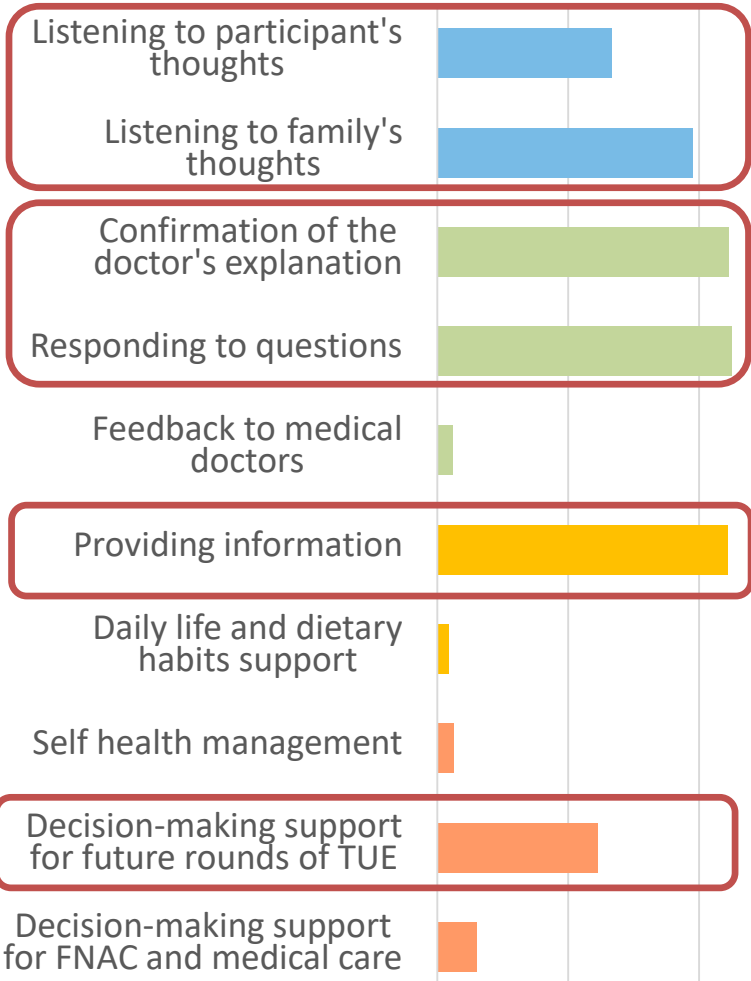 Listening to participant's
thoughts
Listening to family's
thoughts
Confirmation of the
doctor's explanation
Responding to questions
Feedback to medical
doctors
Providing information
Daily life and dietary
habits support
Self health management
Decision-making support
for future rounds of TUE
Decision-making support
for FNAC and medical care